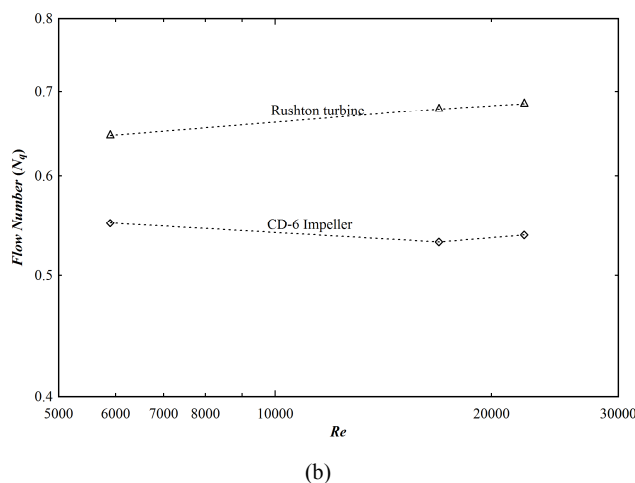 0.8
0.7
Rushton turbine
0.6
Flow Number (Nq)
CD-6 Impeller
0.5
0.4
5000 6000 7000 8000 10000 20000 30000
Re
(b)